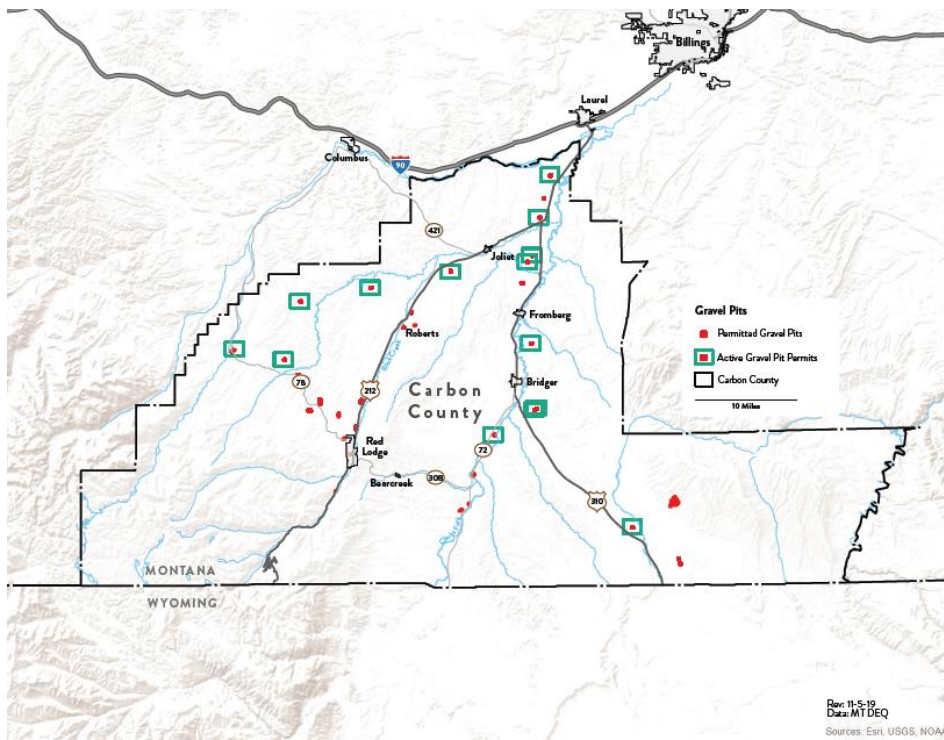 Billings
Laurel
Columbus
90
421
Joliet
Gravel Pits
Permitted Gravel Pits
Active Gravel Pit Permits
Carbon County
10 Miles
Fromberg
Roberts
78
212
Carbon
County
Bridger
Red
Lodge
72
Bearcreek
308
310
MONTANA
WYOMING
Rev: 11-5-19
Data: MT DEQ
Sources: Esri, USGS, NOAA